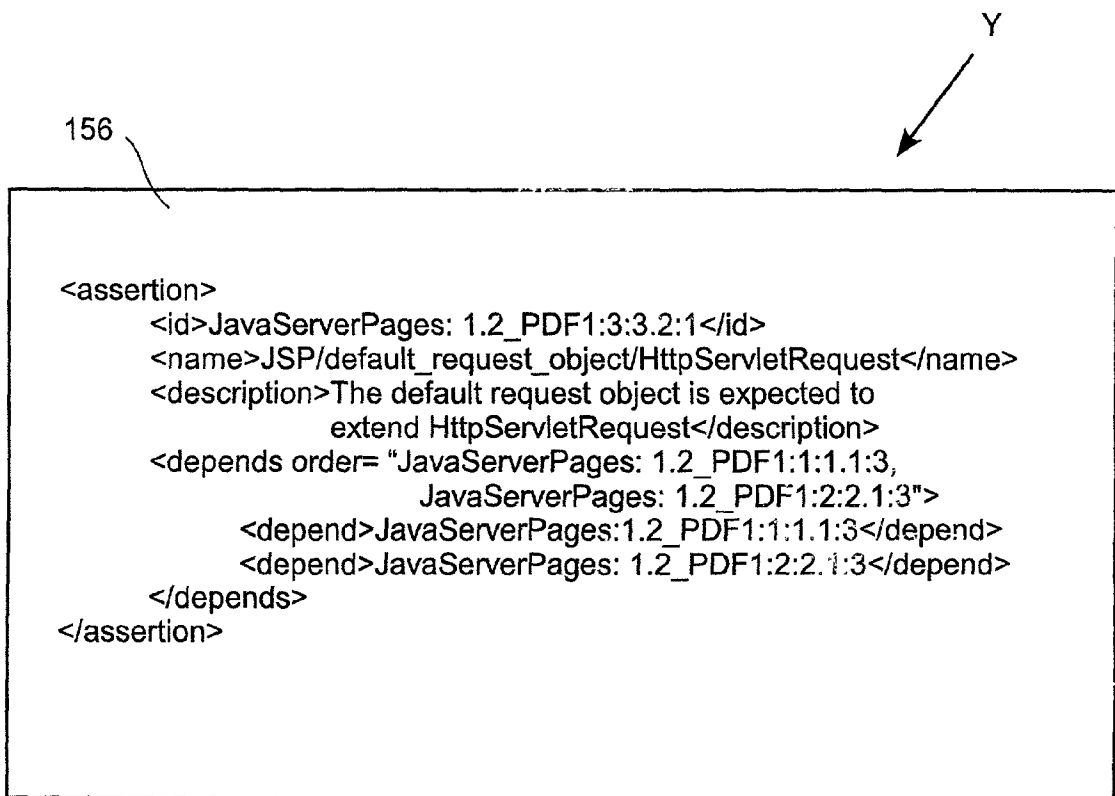 Y
156
<assertion>
<id>JavaServerPages: 1.2_PDF1:3:3.2:1</id>
<name>JSP/default_request_object/HttpServletRequest</name>
<description>The default request object is expected to
extend HttpServletRequest</description>
<depends order= "JavaServerPages: 1.2_PDF1:1:1.1:3,
JavaServerPages: 1.2_PDF1:2:2.1:3">
<depend>JavaServerPages:1.2_PDF1:1:1.1:3</depend>
<depend>JavaServerPages: 1.2_PDF1:2:2.1:3</depend>
</depends>
</assertion>